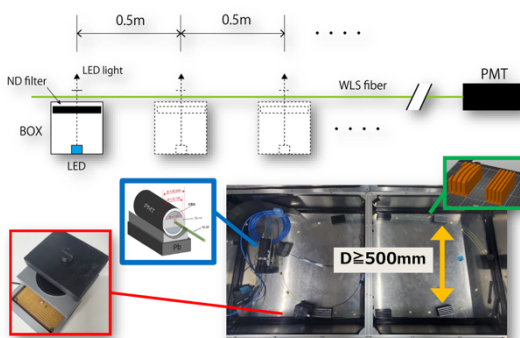 0.5m
0.5m
ND filter
LED light
WLS fiber
PMT
BOX
LED
PMT
Pb
D≧500mm